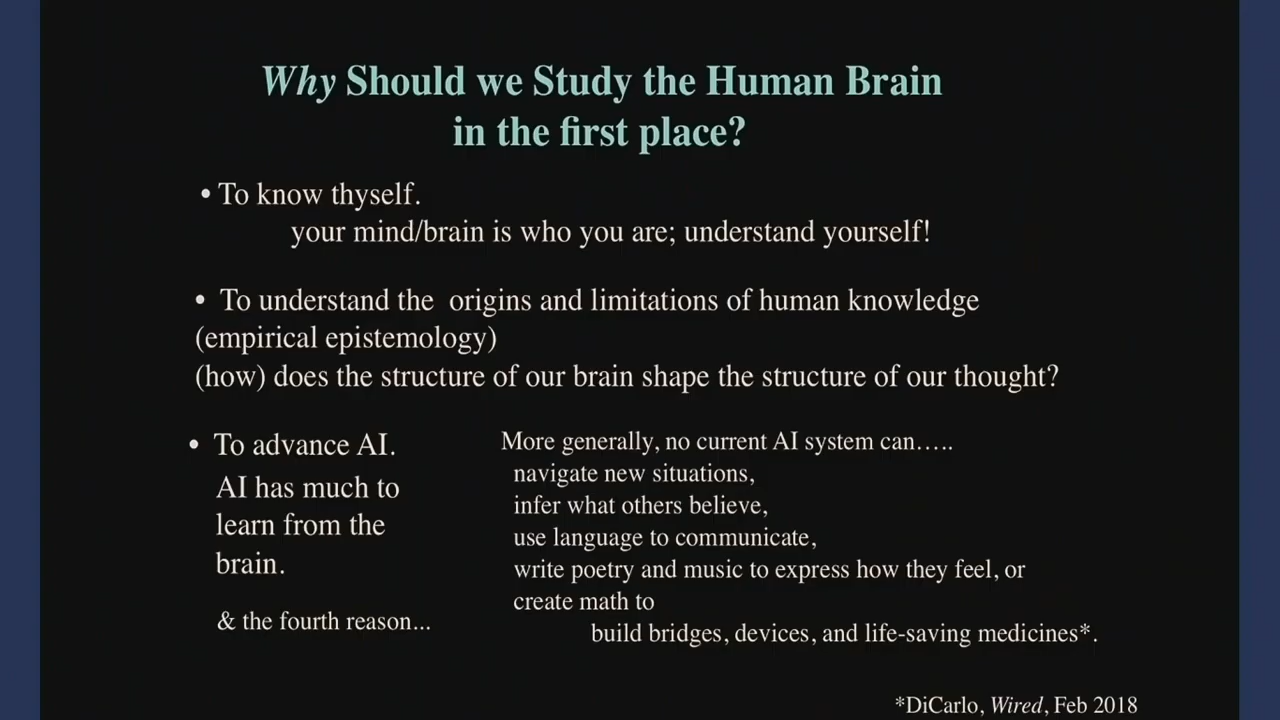 Why Should we Study the Human Brain
in the first place?
• To know thyself.
your mind/brain is who you are; understand yourself!
• To understand the origins and limitations of human knowledge
(empirical epistemology)
(how) does the structure of our brain shape the structure of our thought?
• To advance AI.
AI has much to
learn from the
brain.
& the fourth reason...
More generally, no current AI system can…..
navigate new situations,
infer what others believe,
use language to communicate,
write poetry and music to express how they feel, or
create math to
build bridges, devices, and life-saving medicines*.
*DiCarlo, Wired, Feb 2018